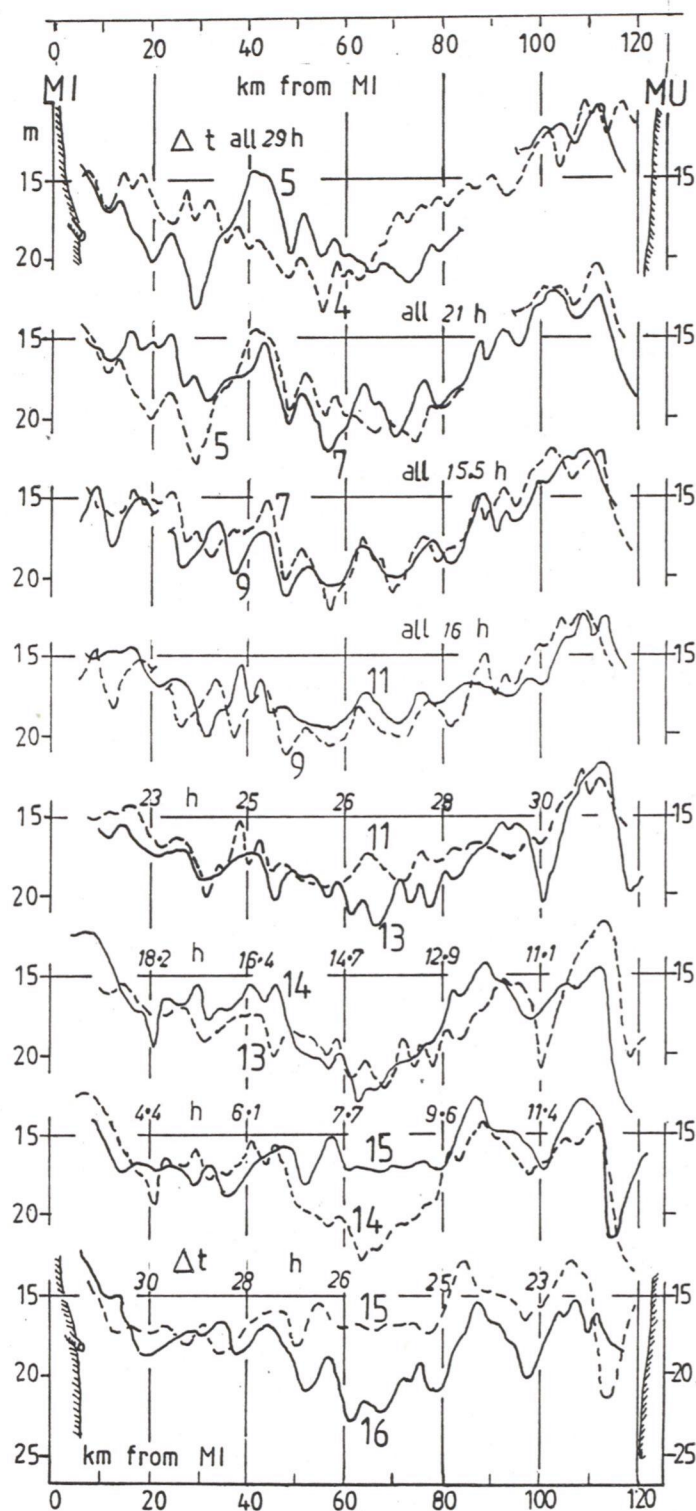 0 20 40 60 80 100 120
MI km from MI MU
m Δ t all 29 h
15 5 15
20 4
all 21 h
15 15
20 5 7
all 15.5 h
15 7 15
20 9
all 16 h
15 11 15
20 9
23 h 25 26 28 30
15 11 15
20 13
18·2 h 16·4 14·7 12·9 11·1
15 14 15
20 13
4·4 h 6·1 7·7 9·6 11·4
15 15 15
20 14
Δ t h
30 28 26 25 23
15 15 15
20 20
16
25 km from MI 25
0 20 40 60 80 100 120